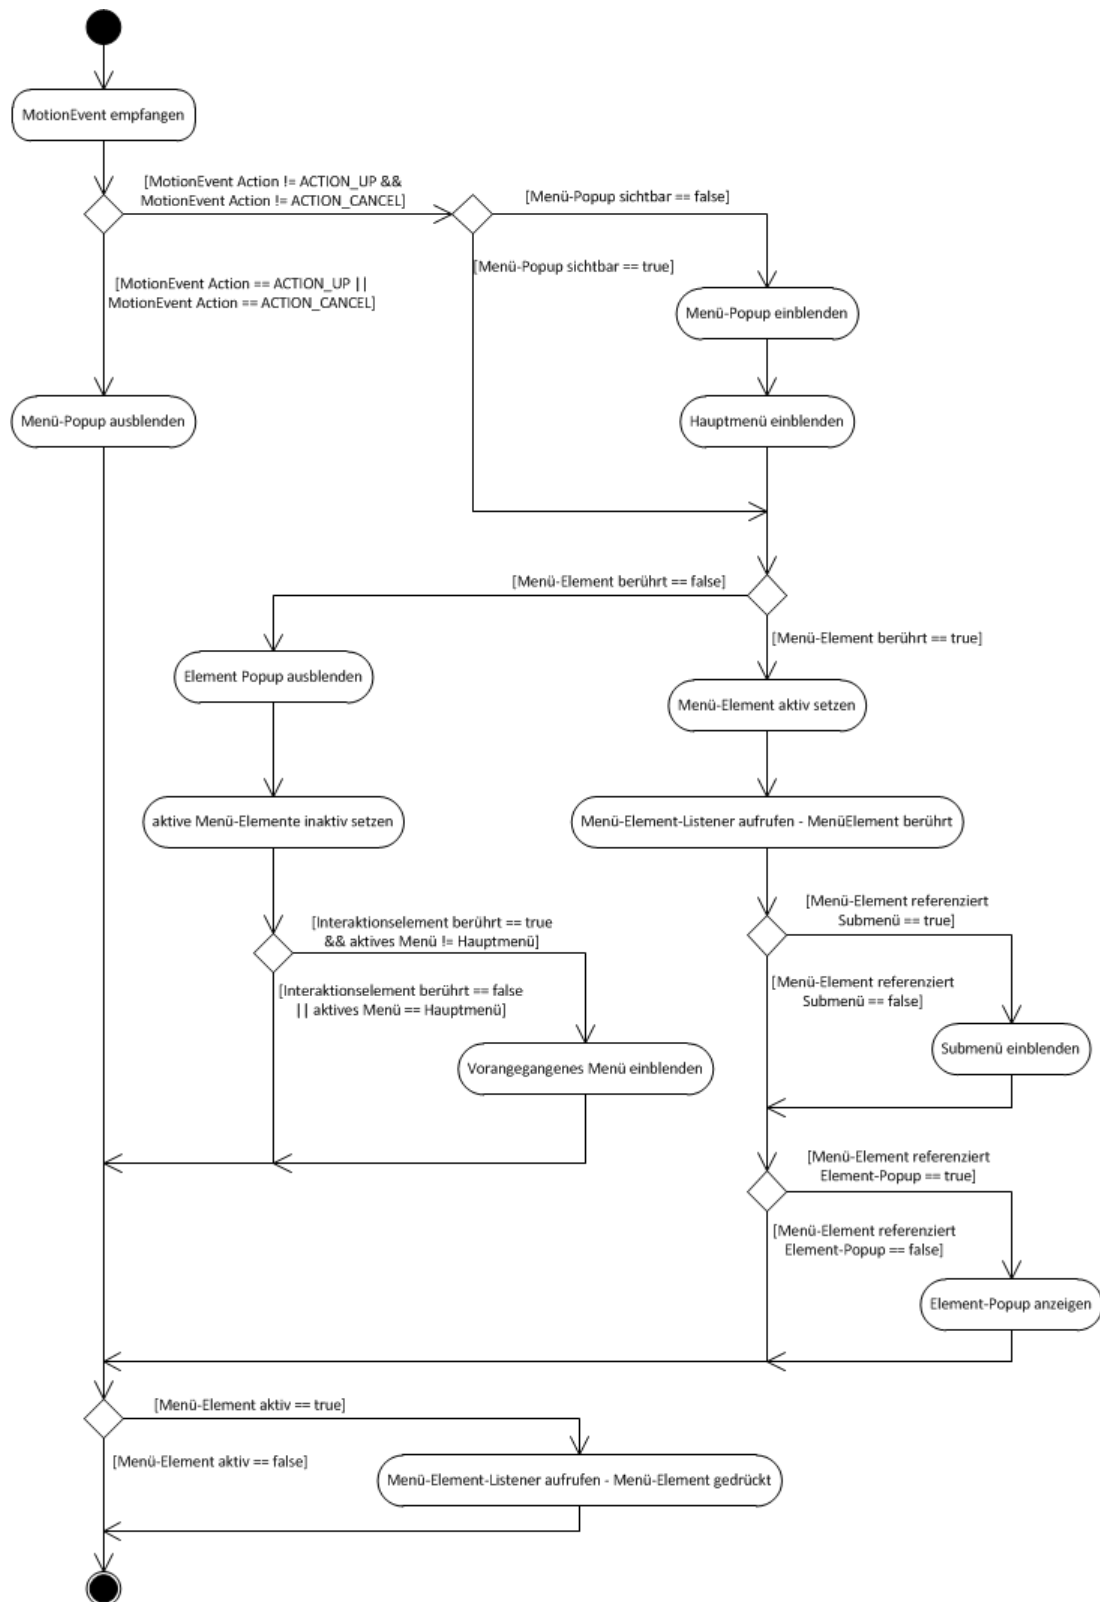 MotionEvent empfangen
[MotionEvent Action != ACTION_UP &&
MotionEvent Action != ACTION_CANCEL]
[Menü-Popup sichtbar == false]
[Menü-Popup sichtbar == true]
[MotionEvent Action == ACTION_UP ||
MotionEvent Action == ACTION_CANCEL]
Menü-Popup einblenden
Menü-Popup ausblenden
Hauptmenü einblenden
[Menü-Element berührt == false]
[Menü-Element berührt == true]
Element Popup ausblenden
Menü-Element aktiv setzen
aktive Menü-Elemente inaktiv setzen
Menü-Element-Listener aufrufen - MenüElement berührt
[Menü-Element referenziert
Submenü == true]
[Interaktionselement berührt == true
&& aktives Menü != Hauptmenü]
[Menü-Element referenziert
Submenü == false]
[Interaktionselement berührt == false
|| aktives Menü == Hauptmenü]
Submenü einblenden
Vorangegangenes Menü einblenden
[Menü-Element referenziert
Element-Popup == true]
[Menü-Element referenziert
Element-Popup == false]
Element-Popup anzeigen
[Menü-Element aktiv == true]
[Menü-Element aktiv == false]
Menü-Element-Listener aufrufen - Menü-Element gedrückt